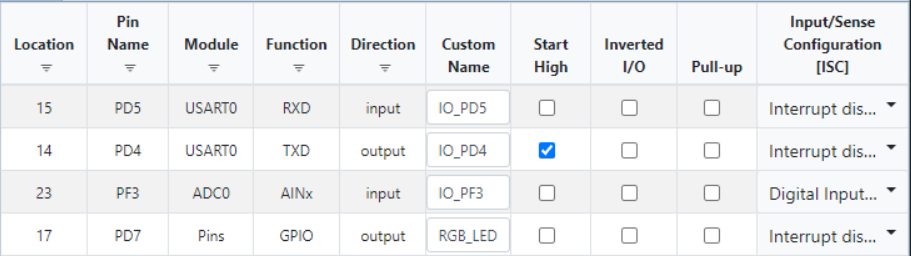 Location Pin Name Module Function Direction Custom Name Start High Inverted I/O Pull-up Input/Sense Configuration [ISC]
15 PD5 USART0 RXD input IO_PD5 Interrupt dis...
14 PD4 USART0 TXD output IO_PD4 Interrupt dis...
23 PF3 ADC0 AINx input IO_PF3 Digital Input...
17 PD7 Pins GPIO output RGB_LED Interrupt dis...